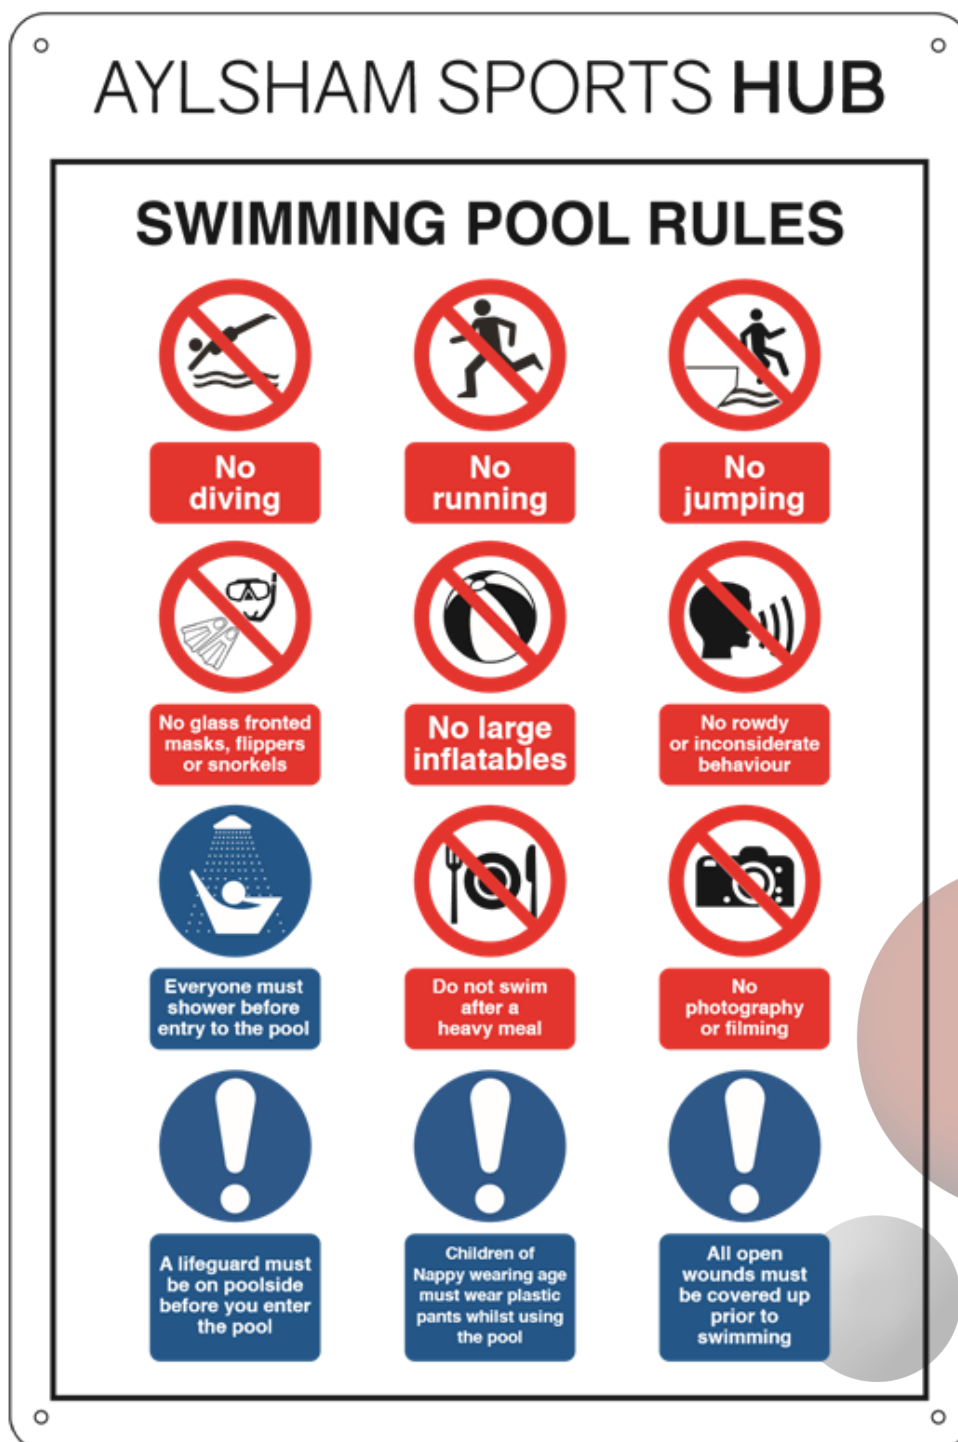 AYLSHAM SPORTS HUB
SWIMMING POOL RULES
No
diving
No
running
No
jumping
No glass fronted
masks, flippers
or snorkels
No large
inflatables
No rowdy
or inconsiderate
behaviour
Everyone must
shower before
entry to the pool
Do not swim
after a
heavy meal
No
photography
or filming
A lifeguard must
be on poolside
before you enter
the pool
Children of
Nappy wearing age
must wear plastic
pants whilst using
the pool
All open
wounds must
be covered up
prior to
swimming